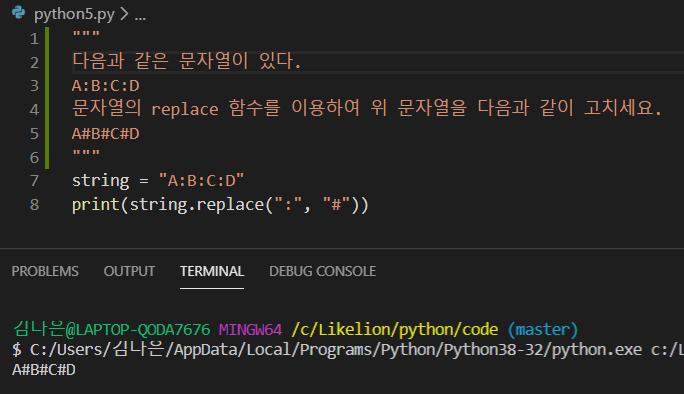 python5.py > ...
1 """
2 다음과 같은 문자열이 있다.
3 A:B:C:D
4 문자열의 replace 함수를 이용하여 위 문자열을 다음과 같이 고치세요.
5 A#B#C#D
6 """
7 string = "A:B:C:D"
8 print(string.replace(":", "#"))
PROBLEMS OUTPUT TERMINAL DEBUG CONSOLE
김나은@LAPTOP-QODA7676 MINGW64 /c/Likelion/python/code (master)
$ C:/Users/김나은/AppData/Local/Programs/Python/Python38-32/python.exe c:/L
A#B#C#D